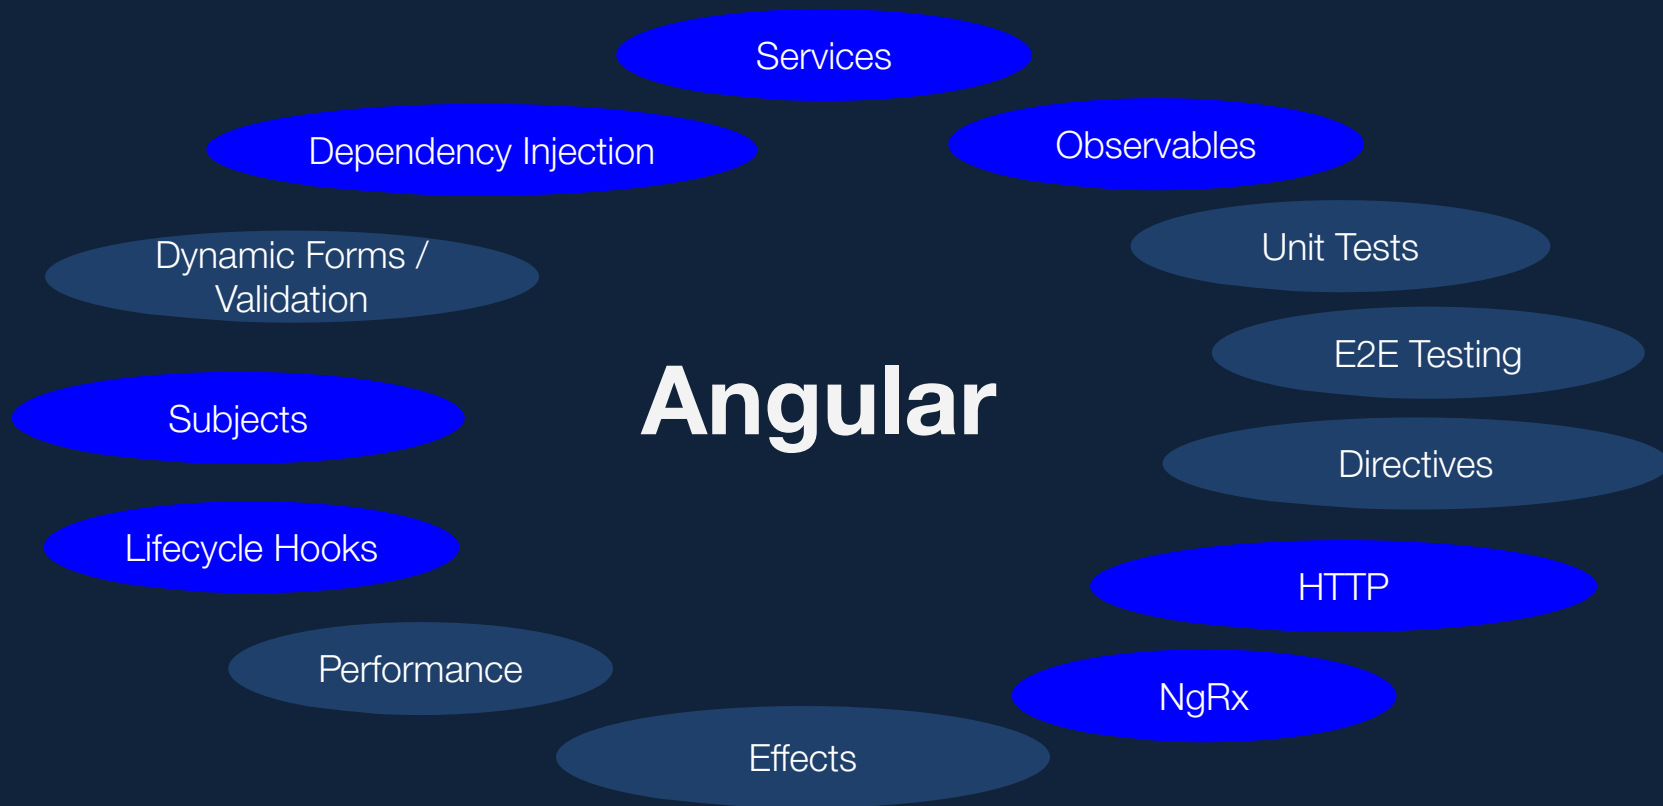 Services
Dependency Injection
Observables
Dynamic Forms /
Validation
Unit Tests
E2E Testing
Angular
Subjects
Directives
Lifecycle Hooks
HTTP
Performance
NgRx
Effects